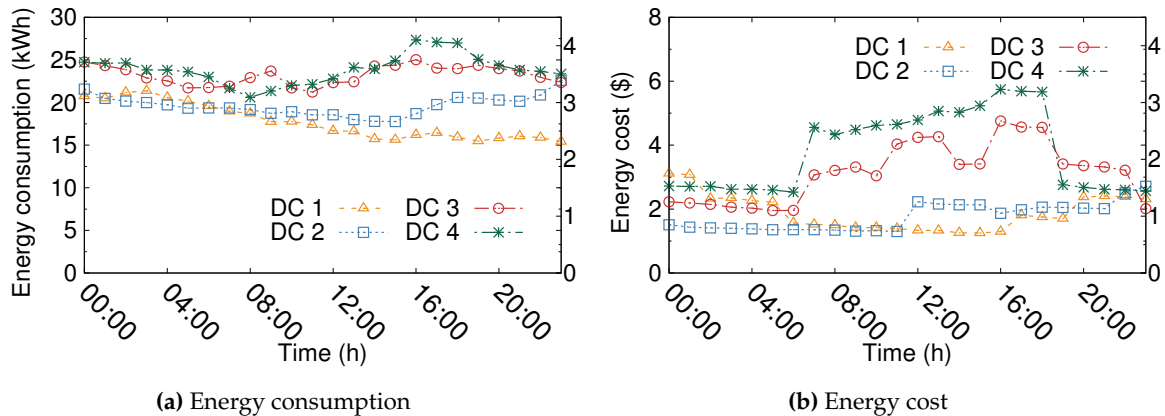 30
25
20
15
10
5
0
4
3
2
1
0
Energy consumption (kWh)
DC 1
DC 2
DC 3
DC 4
00:00
04:00
08:00
12:00
16:00
20:00
Time (h)
(a) Energy consumption
8
6
4
2
0
4
3
2
1
0
Energy cost ($)
DC 1
DC 2
DC 3
DC 4
00:00
04:00
08:00
12:00
16:00
20:00
Time (h)
(b) Energy cost